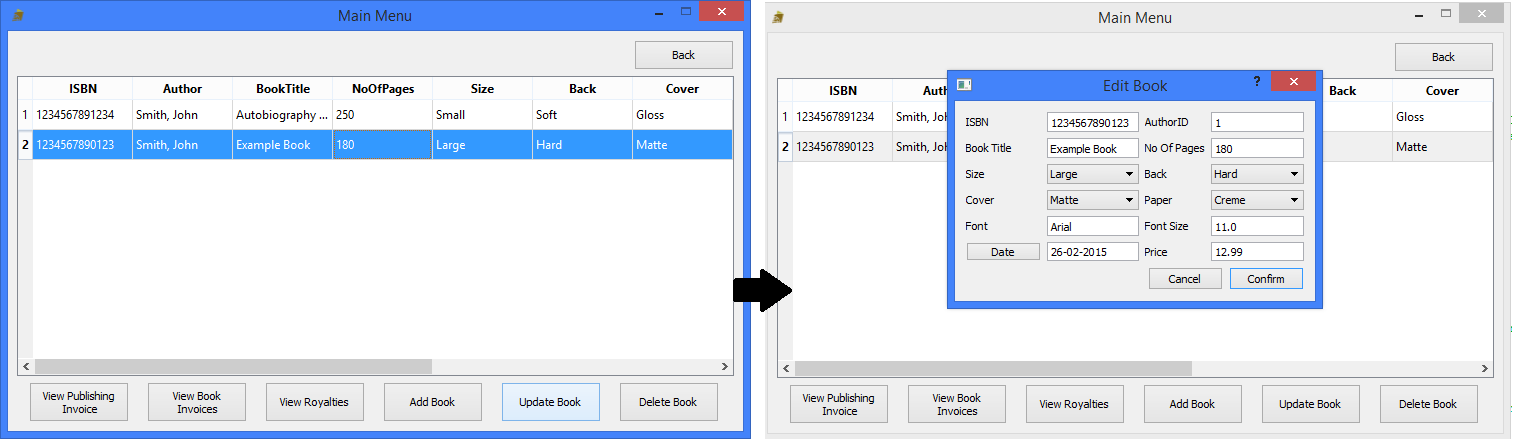 Main Menu
Back
ISBN Author BookTitle NoOfPages Size Back Cover
1 1234567891234 Smith, John Autobiography ... 250 Small Soft Gloss
2 1234567890123 Smith, John Example Book 180 Large Hard Matte
View Publishing Invoice View Book Invoices View Royalties Add Book Update Book Delete Book
Main Menu
Back
ISBN Auth Back Cover
1 1234567891234 Smith, Joh Gloss
2 1234567890123 Smith, Joh Matte
Edit Book ?
ISBN 1234567890123 AuthorID 1
Book Title Example Book No Of Pages 180
Size Large Back Hard
Cover Matte Paper Creme
Font Arial Font Size 11.0
Date 26-02-2015 Price 12.99
Cancel Confirm
View Publishing Invoice View Book Invoices View Royalties Add Book Update Book Delete Book